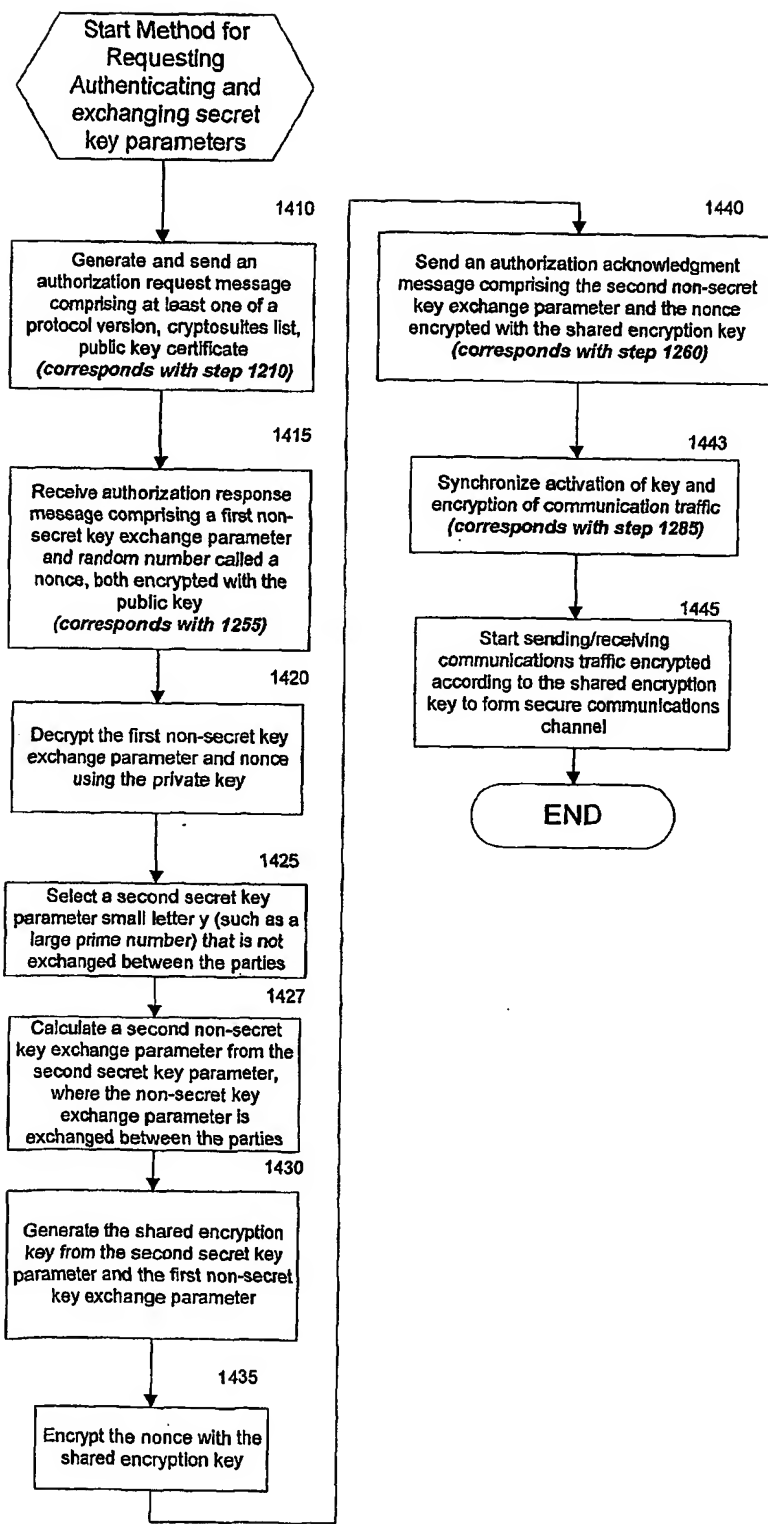 Start Method for
Requesting
Authenticating and
exchanging secret
key parameters
1410
Generate and send an
authorization request message
comprising at least one of a
protocol version, cryptosuites list,
public key certificate
(corresponds with step 1210)
1415
Receive authorization response
message comprising a first non-
secret key exchange parameter
and random number called a
nonce, both encrypted with the
public key
(corresponds with 1255)
1420
Decrypt the first non-secret key
exchange parameter and nonce
using the private key
1425
Select a second secret key
parameter small letter y (such as a
large prime number) that is not
exchanged between the parties
1427
Calculate a second non-secret
key exchange parameter from the
second secret key parameter,
where the non-secret key
exchange parameter is
exchanged between the parties
1430
Generate the shared encryption
key from the second secret key
parameter and the first non-secret
key exchange parameter
1435
Encrypt the nonce with the
shared encryption key
1440
Send an authorization acknowledgment
message comprising the second non-secret
key exchange parameter and the nonce
encrypted with the shared encryption key
(corresponds with step 1260)
1443
Synchronize activation of key and
encryption of communication traffic
(corresponds with step 1285)
1445
Start sending/receiving
communications traffic encrypted
according to the shared encryption
key to form secure communications
channel
END